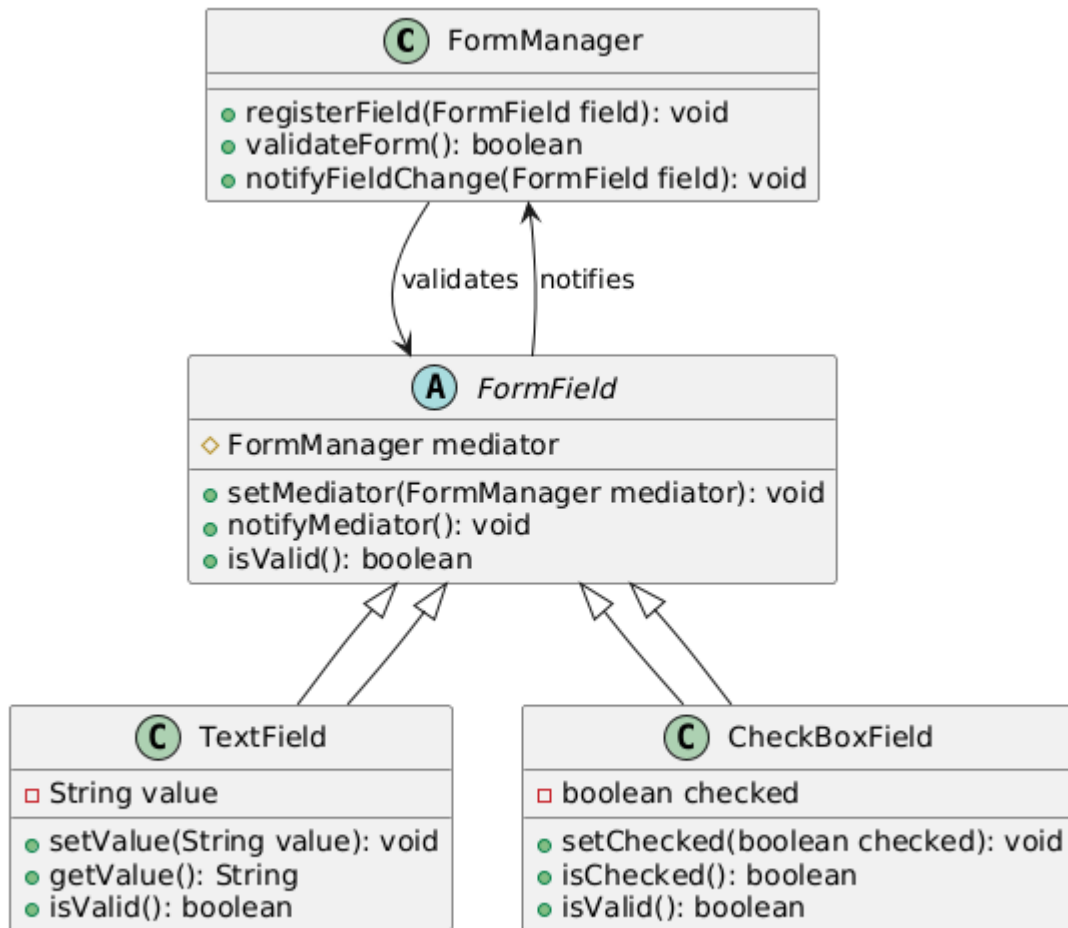 C FormManager
registerField(FormField field): void
validateForm(): boolean
notifyFieldChange(FormField field): void
validates notifies
A FormField
FormManager mediator
setMediator(FormManager mediator): void
notifyMediator(): void
isValid(): boolean
C TextField
String value
setValue(String value): void
getValue(): String
isValid(): boolean
C CheckBoxField
boolean checked
setChecked(boolean checked): void
isChecked(): boolean
isValid(): boolean